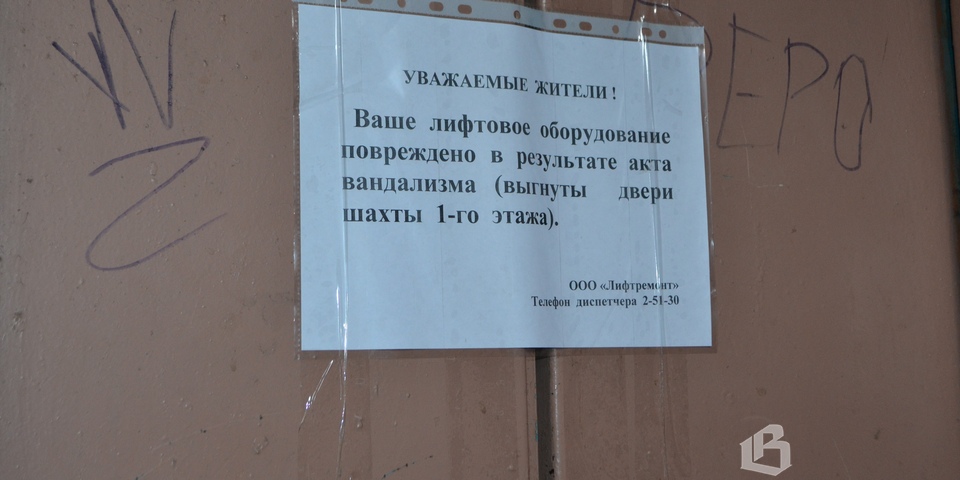 УВАЖАЕМЫЕ ЖИТЕЛИ !
Ваше лифтовое оборудование
повреждено в результате акта
вандализма (выгнуты двери
шахты 1-го этажа).
ООО «Лифтремонт»
Телефон диспетчера 2-51-30